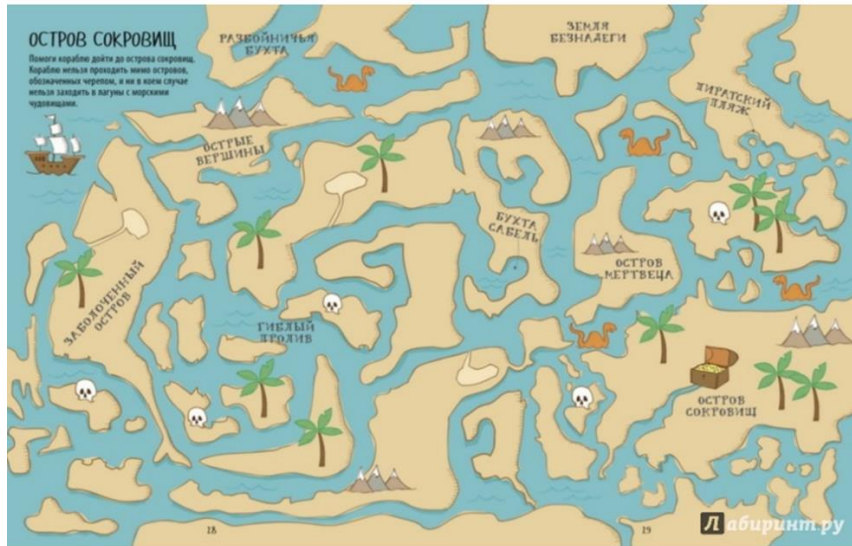 ОСТРОВ СОКРОВИЩ
Помоги кораблю дойти до острова сокровищ.
Кораблю нельзя проходить мимо островов,
обозначенных черепом, и ни в коем случае
нельзя заходить в лагуны с морскими
чудовищами.
РАЗБОЙНИЧЬЯ
БУХТА
ЗЕМЛЯ
БЕЗНАДЕГИ
ПИРАТСКИЙ
ПЛЯЖ
ОСТРЫЕ
ВЕРШИНЫ
БУХТА
САБЕЛЬ
ОСТРОВ
МЕРТВЕЦА
ЗАБОЛОЧЕННЫЙ
ОСТРОВ
ГИБЛЫЙ
ПРОЛИВ
ОСТРОВ
СОКРОВИЩ
18
19
Лабиринт.ру